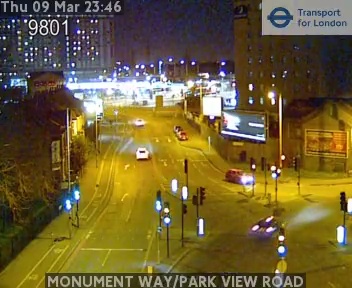 Thu 09 Mar 23:46
Transport
for London
9801
MONUMENT WAY/PARK VIEW ROAD